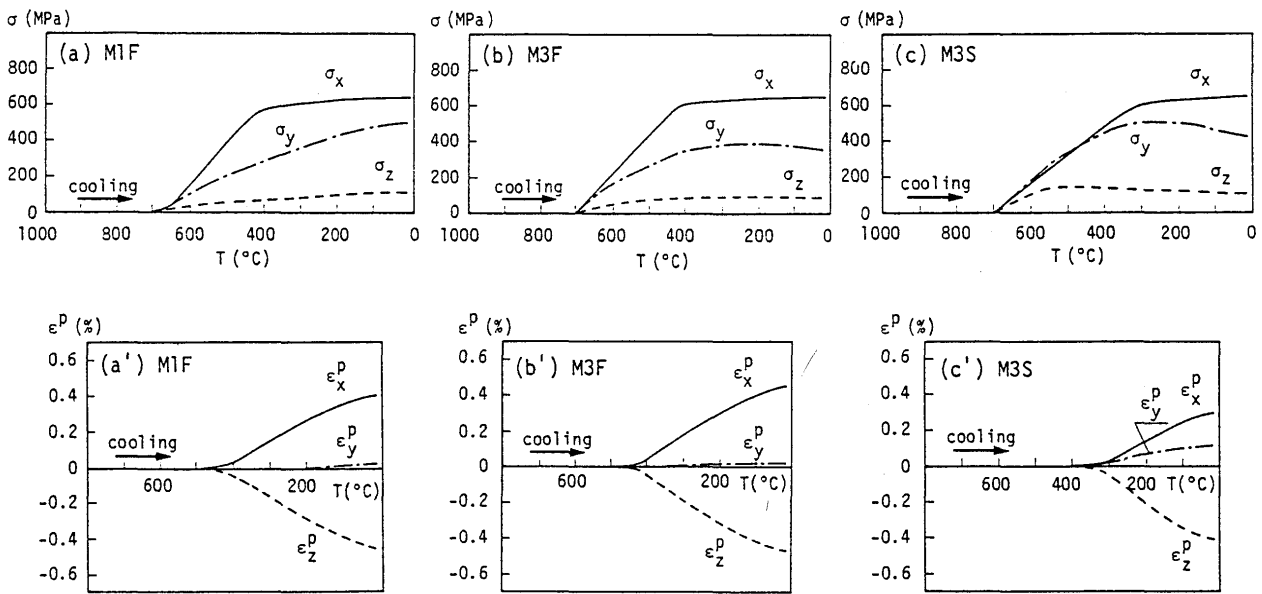 σ (MPa)
(a) M1F
800
600
400
200
0
σx
σy
σz
cooling
1000 800 600 400 200 0
T (°C)
σ (MPa)
(b) M3F
800
600
400
200
0
σx
σy
σz
cooling
1000 800 600 400 200 0
T (°C)
σ (MPa)
(c) M3S
800
600
400
200
0
σx
σy
σz
cooling
1000 800 600 400 200 0
T (°C)
εᵖ (%)
(a') M1F
0.6
0.4
0.2
0
-0.2
-0.4
-0.6
εxᵖ
εyᵖ
εzᵖ
cooling
600 200 T(°C)
εᵖ (%)
(b') M3F
0.6
0.4
0.2
0
-0.2
-0.4
-0.6
εxᵖ
εyᵖ
εzᵖ
cooling
600 200 T(°C)
εᵖ (%)
(c') M3S
0.6
0.4
0.2
0
-0.2
-0.4
-0.6
εyᵖ
εxᵖ
εzᵖ
cooling
600 400 200 T(°C)